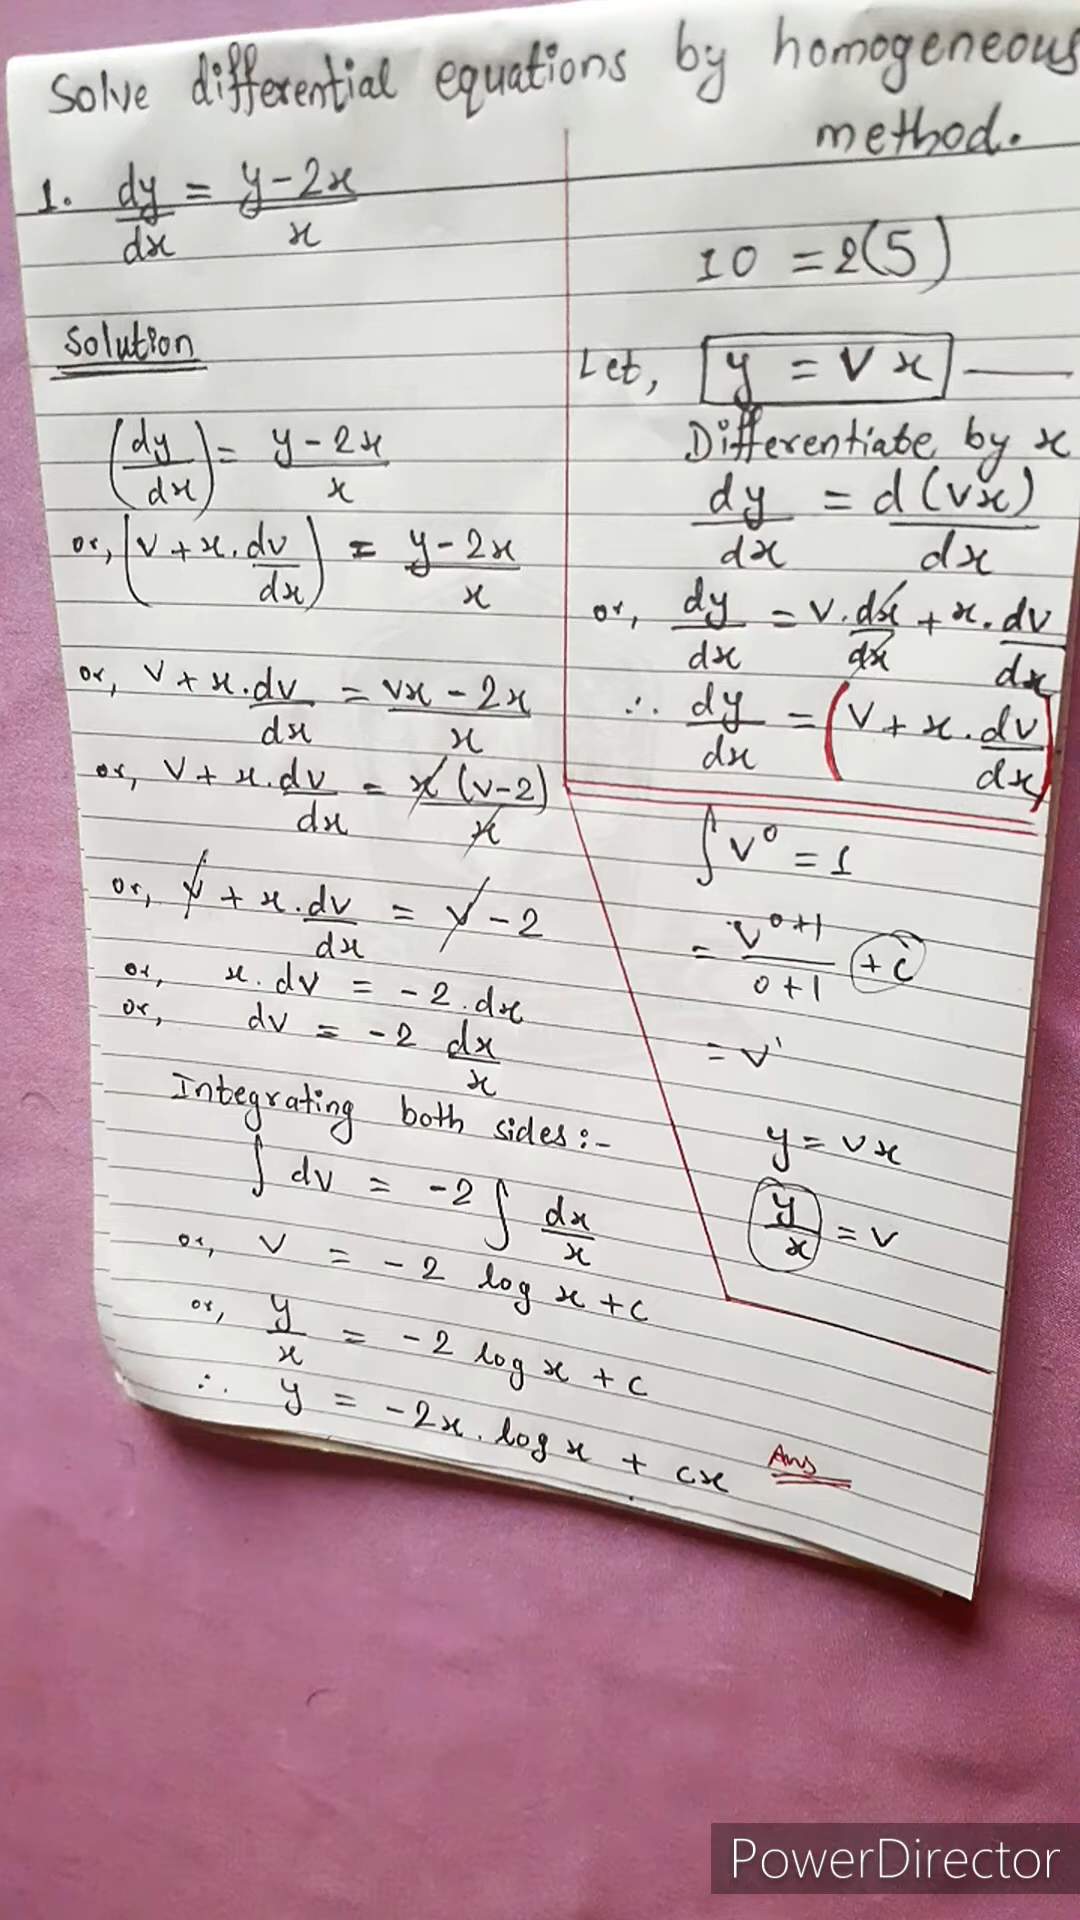 Solve differential equations by homogeneous
method.
1. dy/dx = y-2x/x
Solution
(dy/dx) = y-2x/x
or, (v + x.dv/dx) = y-2x/x
or, v + x.dv/dx = vx-2x/x
or, v + x.dv/dx = x(v-2)/x
or, v + x.dv/dx = v-2
or, x.dv = -2.dx
or, dv = -2 dx/x
Integrating both sides:-
∫ dv = -2 ∫ dx/x
or, v = -2 log x + c
or, y/x = -2 log x + c
∴ y = -2x.log x + cx Ans
10 = 2(5)
Let, y = vx
Differentiate by x
dy/dx = d(vx)/dx
or, dy/dx = v.dx/dx + x.dv/dx
∴ dy/dx = (v + x.dv/dx)
∫v⁰ = 1
= v⁰⁺¹/0+1 + c
= v¹
y = vx
y/x = v
PowerDirector